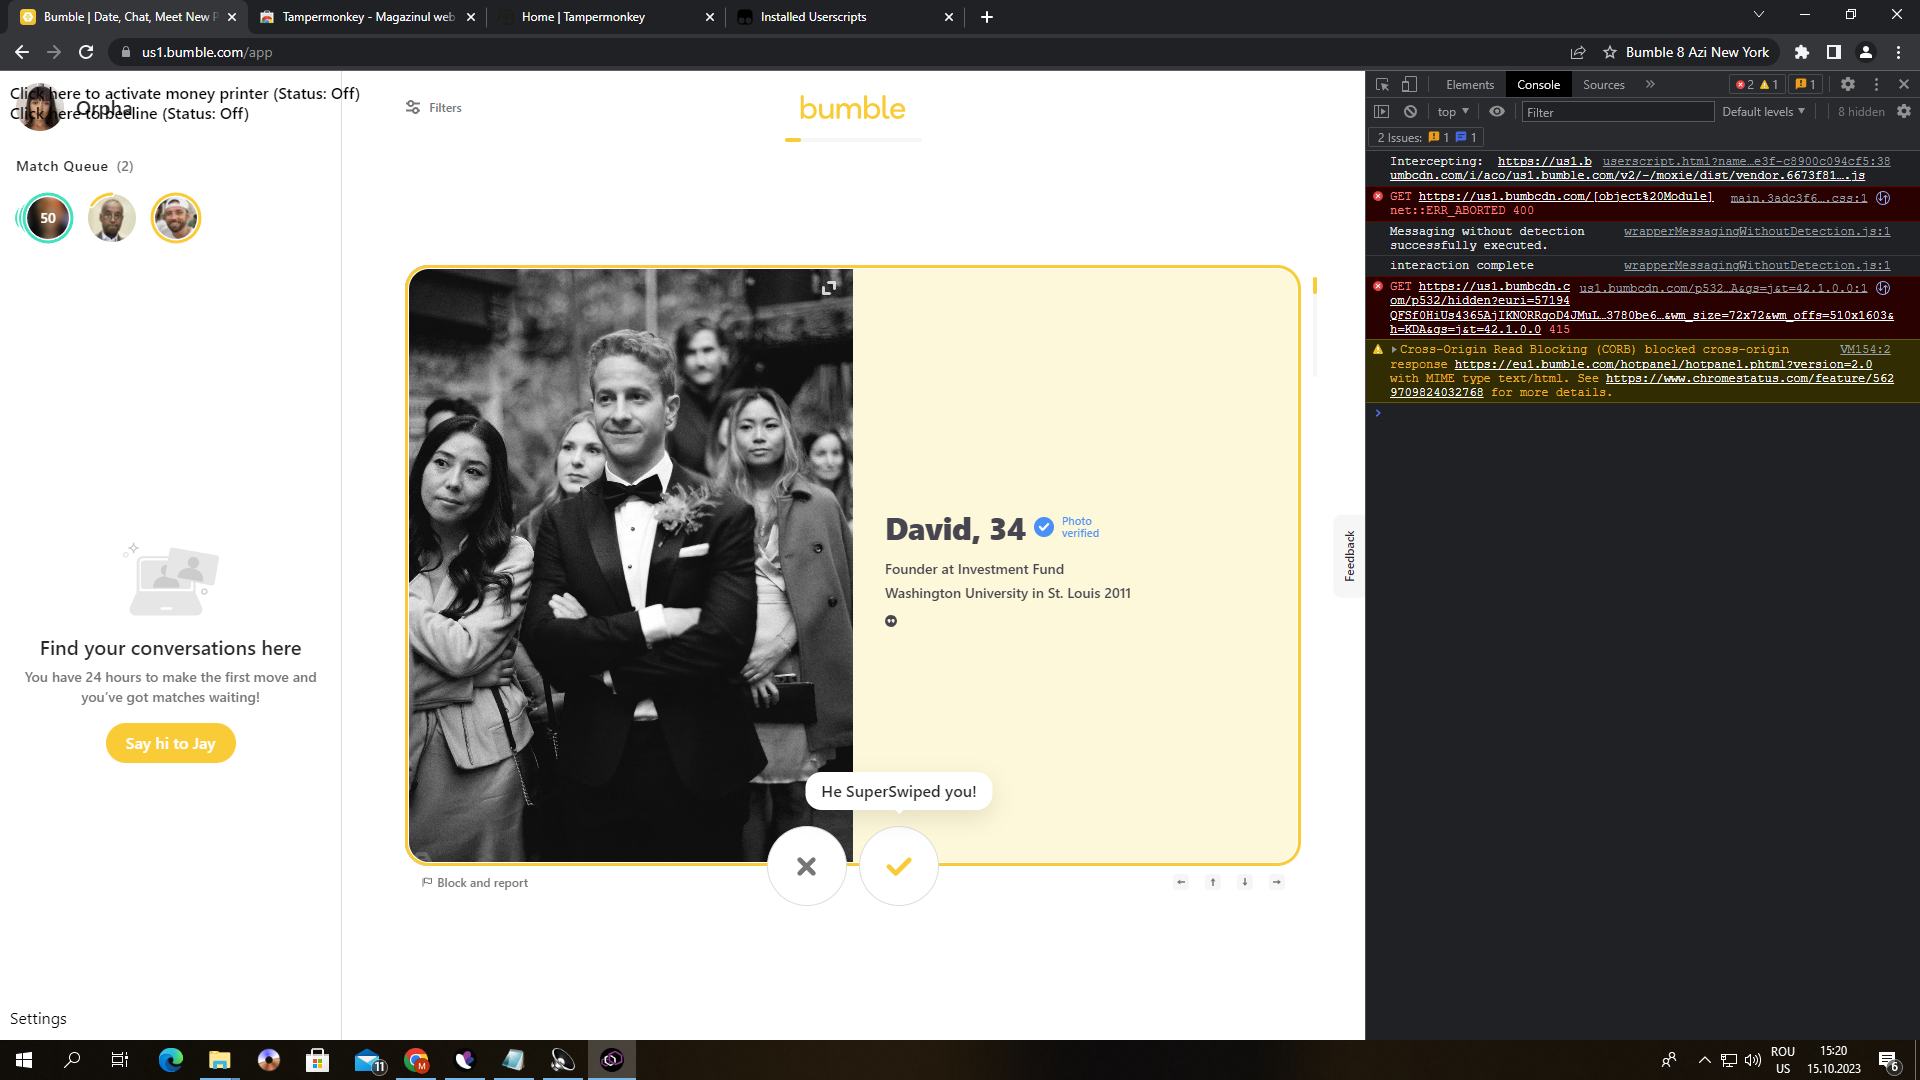 Bumble | Date, Chat, Meet New P
Tampermonkey - Magazinul web
Home | Tampermonkey
Installed Userscripts
us1.bumble.com/app
Bumble 8 Azi New York
Click here to activate money printer (Status: Off)
Orpha
Click here to beeline (Status: Off)
Match Queue (2)
50
Find your conversations here
You have 24 hours to make the first move and
you’ve got matches waiting!
Say hi to Jay
Settings
Filters
bumble
David, 34
Photo
verified
Founder at Investment Fund
Washington University in St. Louis 2011
He SuperSwiped you!
Block and report
Feedback
Elements
Console
Sources
2
1
1
top
Filter
Default levels
8 hidden
2 Issues:
1
1
Intercepting: https://us1.b userscript.html?name…e3f-c8900c094cf5:38
umbcdn.com/i/aco/us1.bumble.com/v2/-/moxie/dist/vendor.6673f81….js
GET https://us1.bumbcdn.com/[object%20Module] main.3adc3f6….css:1
net::ERR_ABORTED 400
Messaging without detection wrapperMessagingWithoutDetection.js:1
successfully executed.
interaction complete wrapperMessagingWithoutDetection.js:1
GET https://us1.bumbcdn.c us1.bumbcdn.com/p532…A&gs=j&t=42.1.0.0:1
om/p532/hidden?euri=57194
QFSf0HiUs4365AjIKNORRgoD4JMuL…3780be6…&wm_size=72x72&wm_offs=510x1603&
h=KDA&gs=j&t=42.1.0.0 415
Cross-Origin Read Blocking (CORB) blocked cross-origin VM154:2
response https://eu1.bumble.com/hotpanel/hotpanel.phtml?version=2.0
with MIME type text/html. See https://www.chromestatus.com/feature/562
9709824032768 for more details.
11
M
ROU
US
15:20
15.10.2023
6